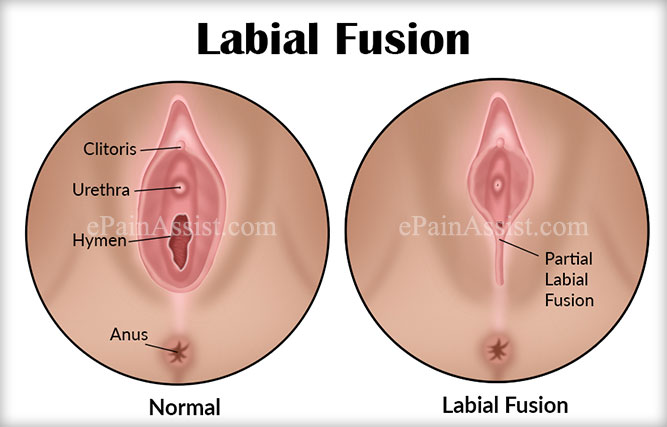 Labial Fusion
Clitoris
Urethra
ePainAssist.com
Hymen
Anus
Normal
ePainAssist.com
Partial
Labial
Fusion
Labial Fusion